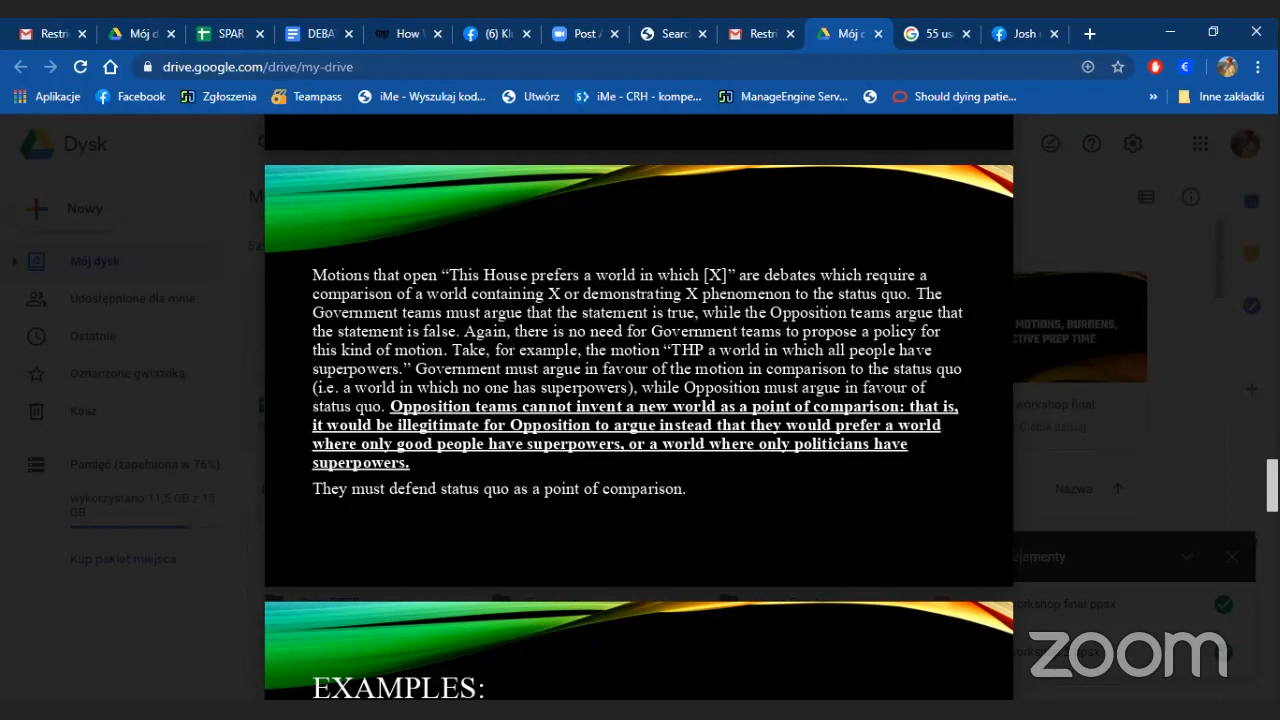 Restri
Mój d
SPAR
DEBA
top
How
(6) Kl
Post
Searc
Restri
Mój d
55 us
Josh
drive.google.com/drive/my-drive
Aplikacje
Facebook
Zgłoszenia
Teampass
iMe - Wyszukaj kod...
Utwórz
iMe - CRH - kompe...
ManageEngine Serv...
Should dying patie...
»
Inne zakładki
Dysk
Nowy
Mój dysk
Udostępnione dla mnie
Ostatnie
Oznaczone gwiazdką
Kosz
Pamięć (zapełniona w 76%)
wykorzystano 11,5 GB z 15
GB
Kup pakiet miejsca
Motions that open “This House prefers a world in which [X]” are debates which require a
comparison of a world containing X or demonstrating X phenomenon to the status quo. The
Government teams must argue that the statement is true, while the Opposition teams argue that
the statement is false. Again, there is no need for Government teams to propose a policy for
this kind of motion. Take, for example, the motion “THP a world in which all people have
superpowers.” Government must argue in favour of the motion in comparison to the status quo
(i.e. a world in which no one has superpowers), while Opposition must argue in favour of
status quo. Opposition teams cannot invent a new world as a point of comparison: that is,
it would be illegitimate for Opposition to argue instead that they would prefer a world
where only good people have superpowers, or a world where only politicians have
superpowers.
They must defend status quo as a point of comparison.
EXAMPLES:
MOTIONS, BURDENS,
CTIVE PREP TIME
workshop final
Ciebie dzisiaj
Nazwa
elementy
workshop final.ppsx
zoom